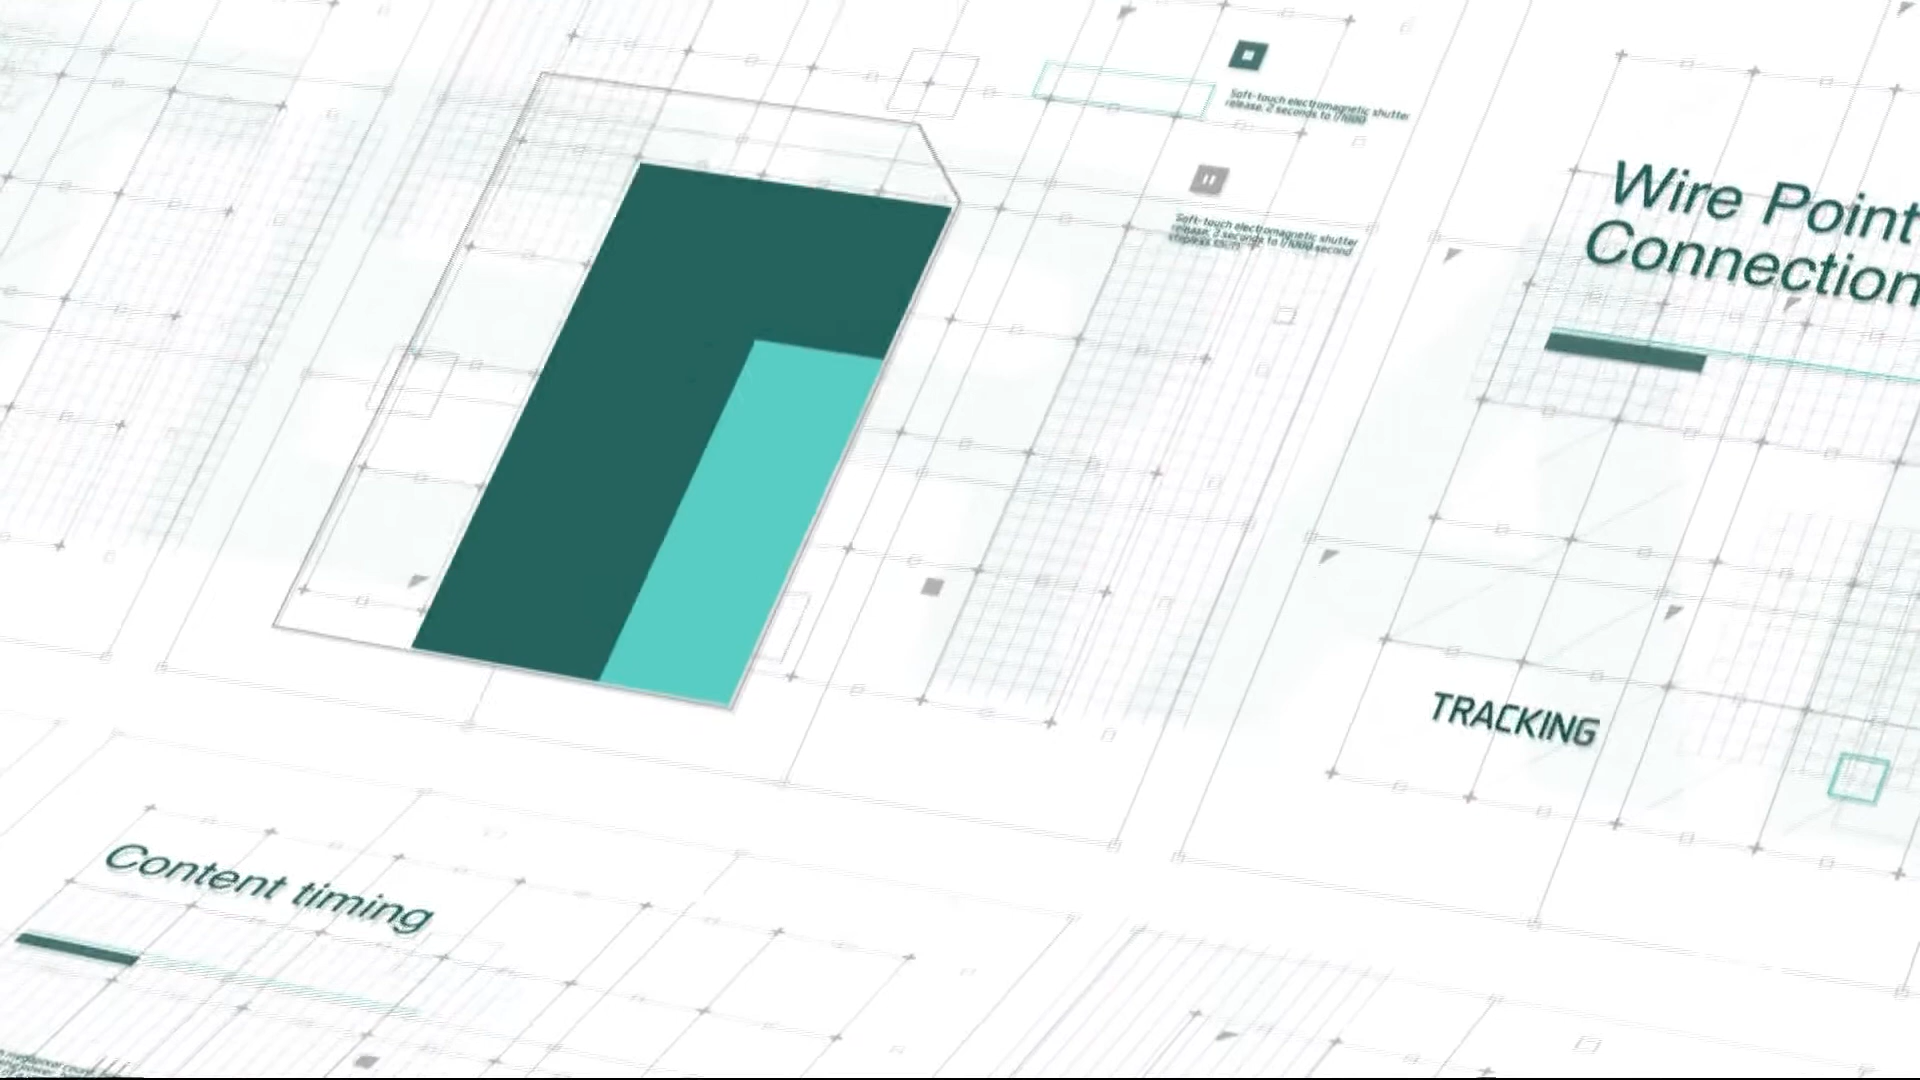 Soft-touch electromagnetic shutter
release, 2 seconds to 1/1000
Soft-touch electromagnetic shutter
release, 2 seconds to 1/1000 second
Wire Point
Connection
TRACKING
Content timing